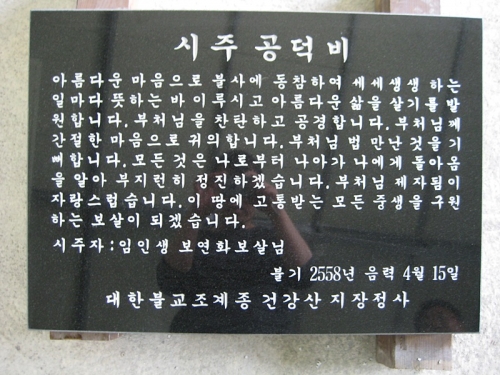 시주공덕비
아름다운 마음으로 불사에 동참하여 세세생생 하는
일마다 뜻하는 바 이루시고 아름다운 삶을 살기를 발
원합니다. 부처님을 찬탄하고 공경합니다. 부처님께
간절한 마음으로 귀의합니다. 부처님 법 만난것을 기
뻐합니다. 모든 것은 나로부터 나아가 나에게 돌아옴
을 알아 부지런히 정진하겠습니다. 부처님 제자됨이
자랑스럽습니다. 이 땅에 고통받는 모든 중생을 구원
하는 보살이 되겠습니다.
시주자 : 임인생 보연화보살님
불기 2558년 음력 4월 15일
대한불교조계종 건강산 지장정사